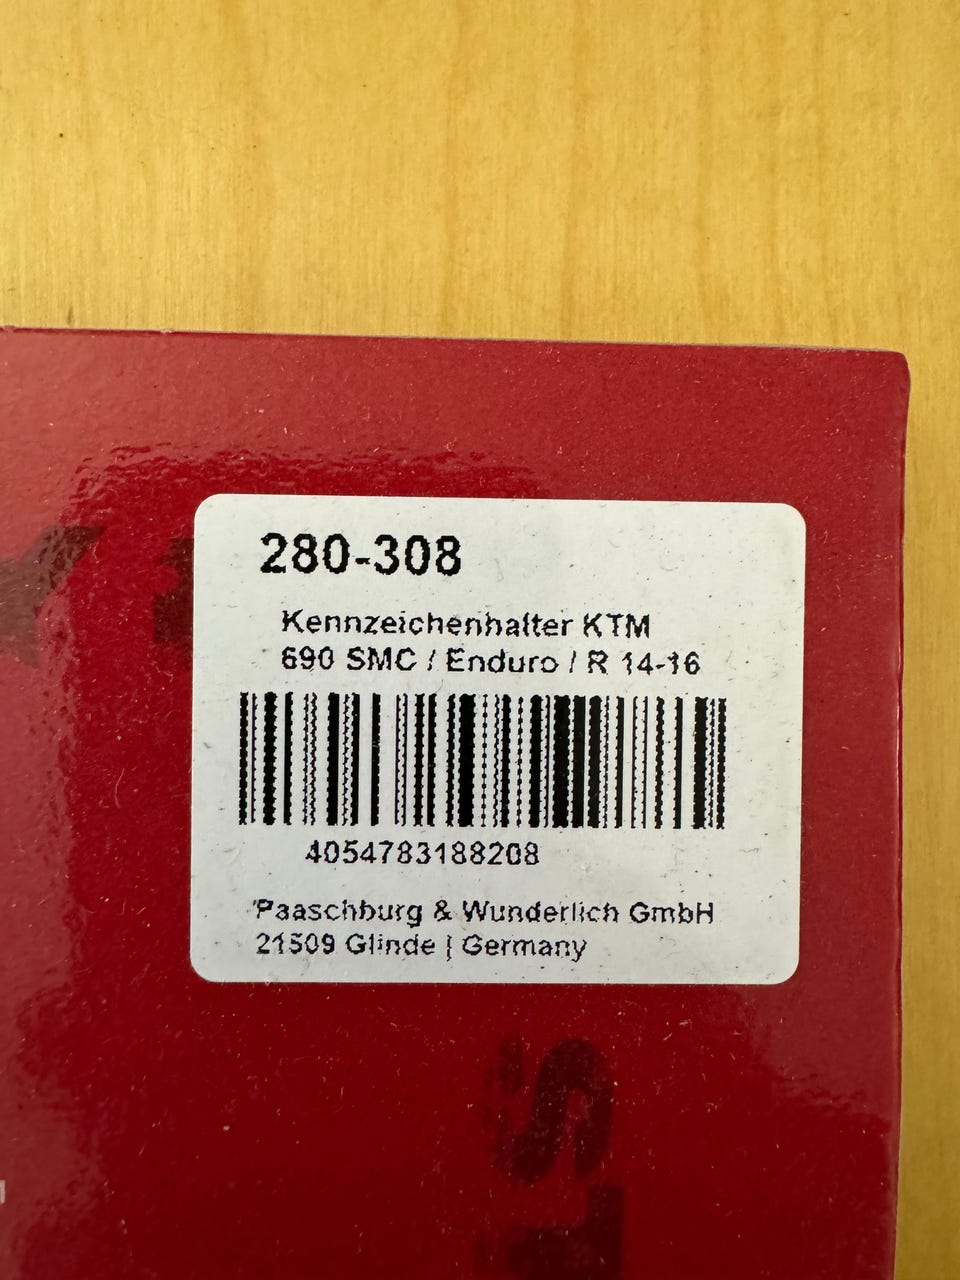 280-308
Kennzeichenhalter KTM
690 SMC / Enduro / R 14-16
4054783188208
Paaschburg & Wunderlich GmbH
21509 Glinde | Germany